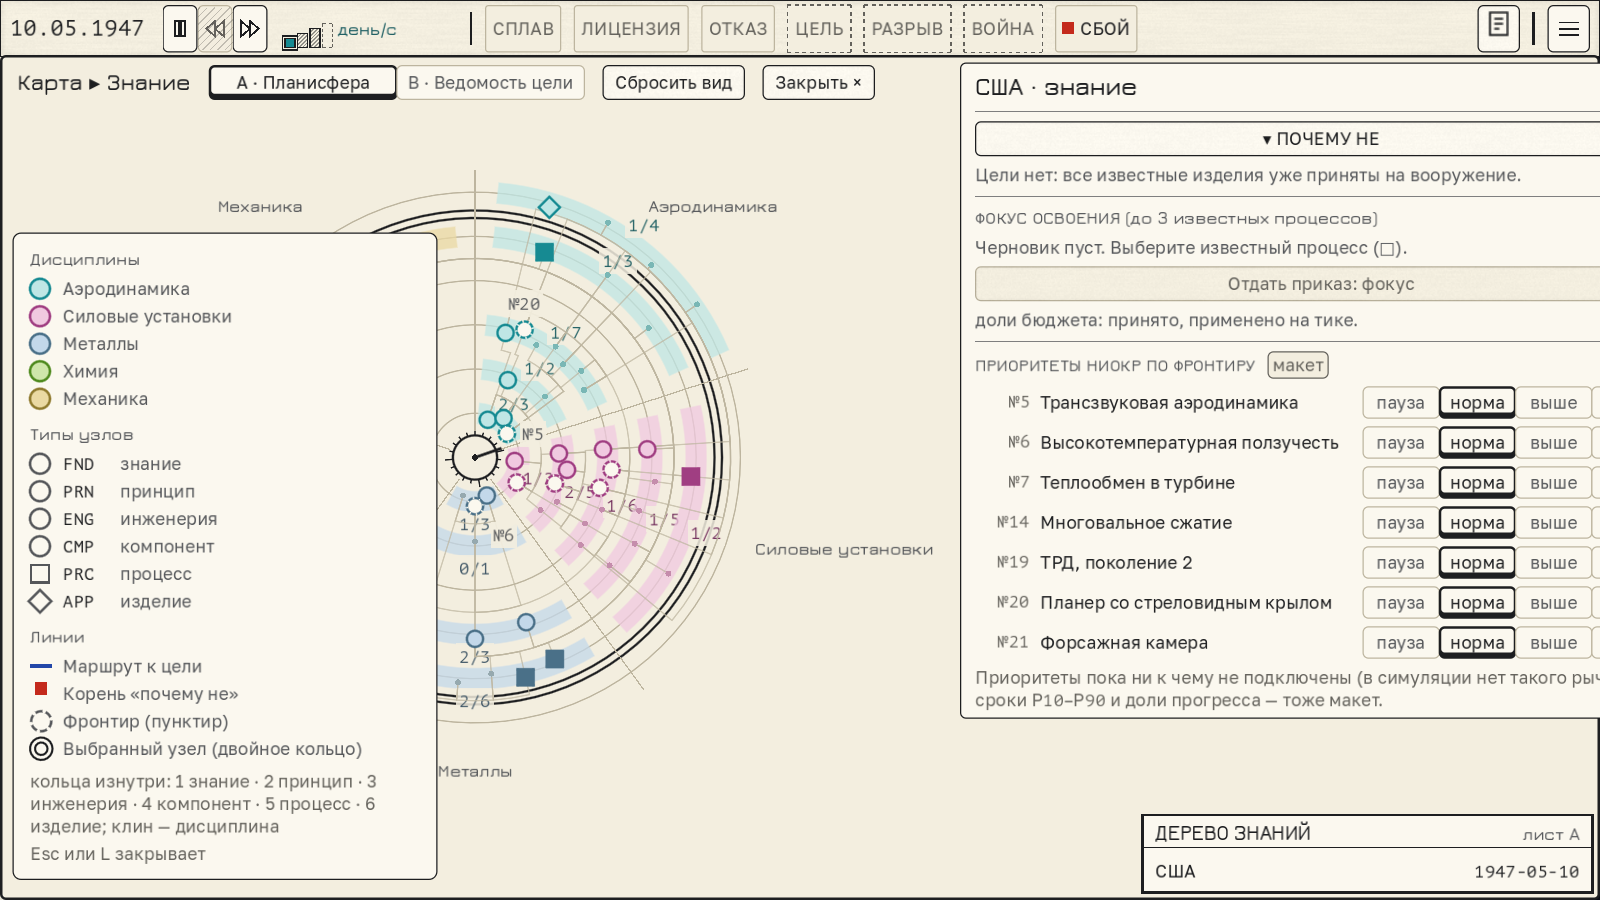 10.05.1947
день/с
СПЛАВ
ЛИЦЕНЗИЯ
ОТКАЗ
ЦЕЛЬ
РАЗРЫВ
ВОЙНА
СБОЙ
Карта ▸ Знание
А · Планисфера
В · Ведомость цели
Сбросить вид
Закрыть ×
Механика
Аэродинамика
1/4
1/3
№20
1/7
1/2
2/3
№5
2/5
1/6
1/5
1/2
1/3
№6
0/1
Силовые установки
2/3
2/6
Металлы
Дисциплины
Аэродинамика
Силовые установки
Металлы
Химия
Механика
Типы узлов
FND знание
PRN принцип
ENG инженерия
CMP компонент
PRC процесс
APP изделие
Линии
Маршрут к цели
Корень «почему не»
Фронтир (пунктир)
Выбранный узел (двойное кольцо)
кольца изнутри: 1 знание · 2 принцип · 3
инженерия · 4 компонент · 5 процесс · 6
изделие; клин — дисциплина
Esc или L закрывает
США · знание
▾ ПОЧЕМУ НЕ
Цели нет: все известные изделия уже приняты на вооружение.
ФОКУС ОСВОЕНИЯ (до 3 известных процессов)
Черновик пуст. Выберите известный процесс (□).
Отдать приказ: фокус
доли бюджета: принято, применено на тике.
ПРИОРИТЕТЫ НИОКР ПО ФРОНТИРУ макет
№5 Трансзвуковая аэродинамика пауза норма выше
№6 Высокотемпературная ползучесть пауза норма выше
№7 Теплообмен в турбине пауза норма выше
№14 Многовальное сжатие пауза норма выше
№19 ТРД, поколение 2 пауза норма выше
№20 Планер со стреловидным крылом пауза норма выше
№21 Форсажная камера пауза норма выше
Приоритеты пока ни к чему не подключены (в симуляции нет такого рыч
сроки P10–P90 и доли прогресса — тоже макет.
ДЕРЕВО ЗНАНИЙ лист А
США 1947-05-10